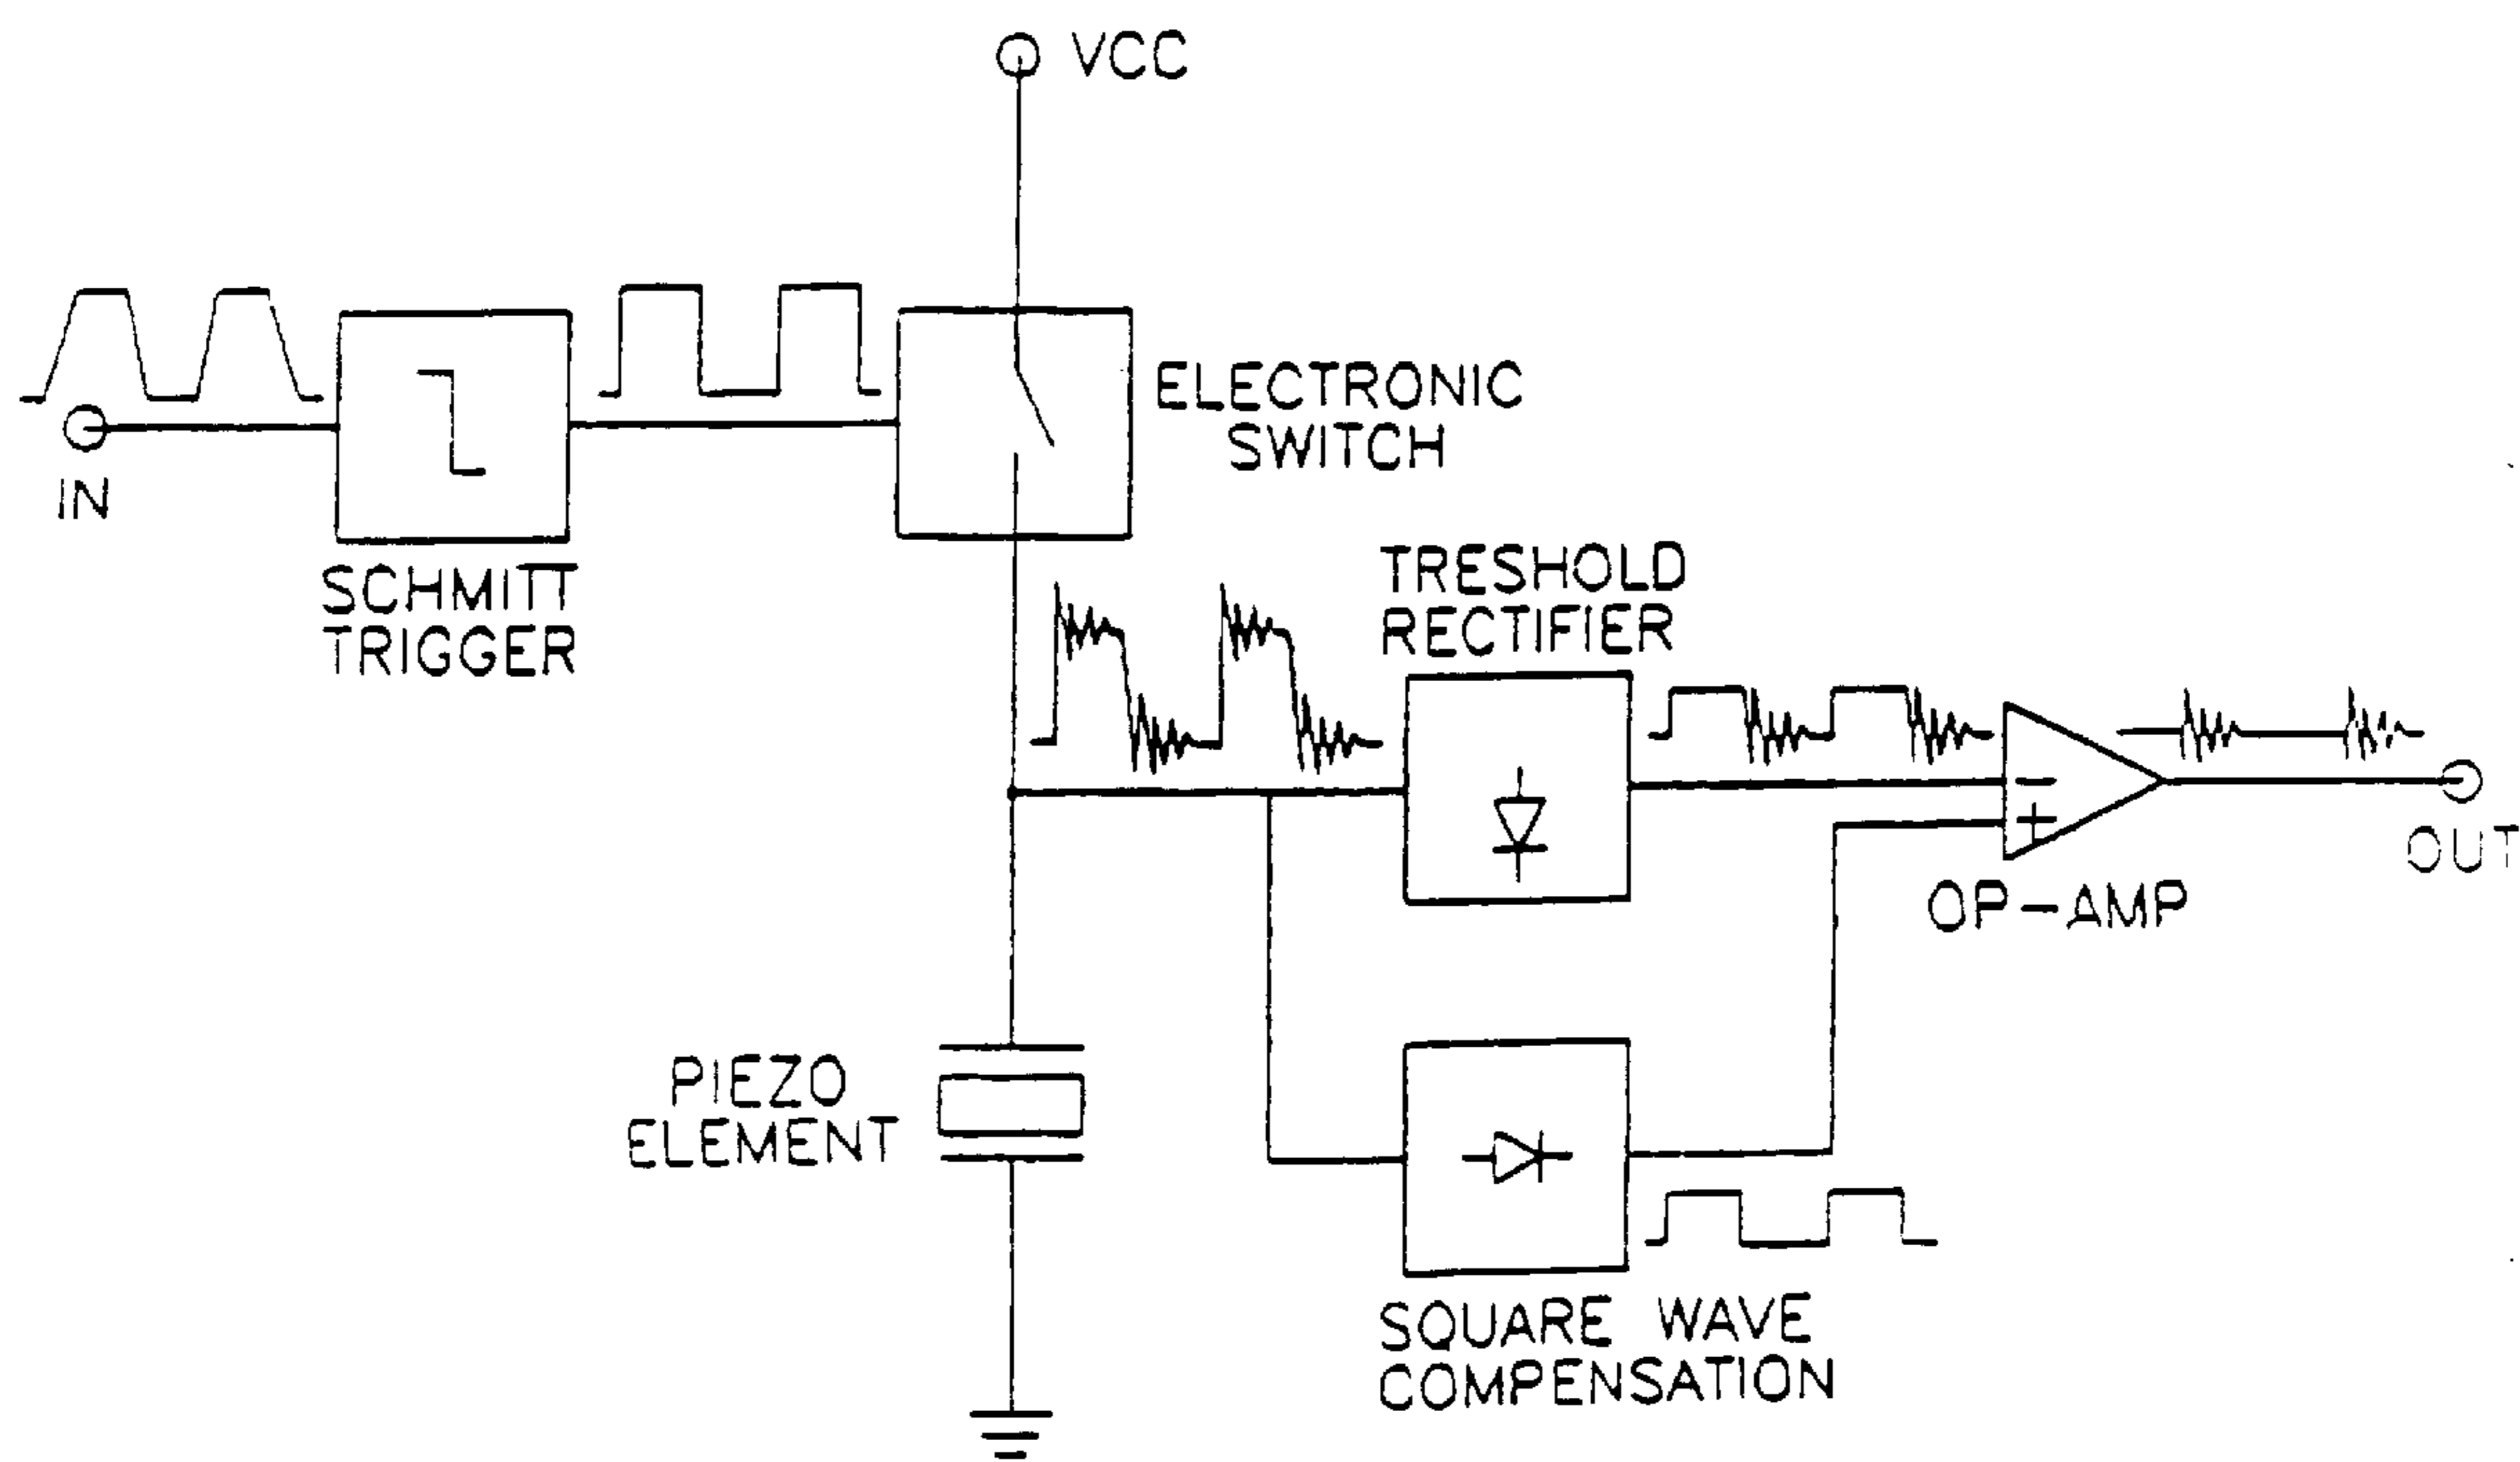 VCC
IN
SCHMITT
TRIGGER
ELECTRONIC
SWITCH
TRESHOLD
RECTIFIER
OUT
OP-AMP
PIEZO
ELEMENT
SQUARE WAVE
COMPENSATION